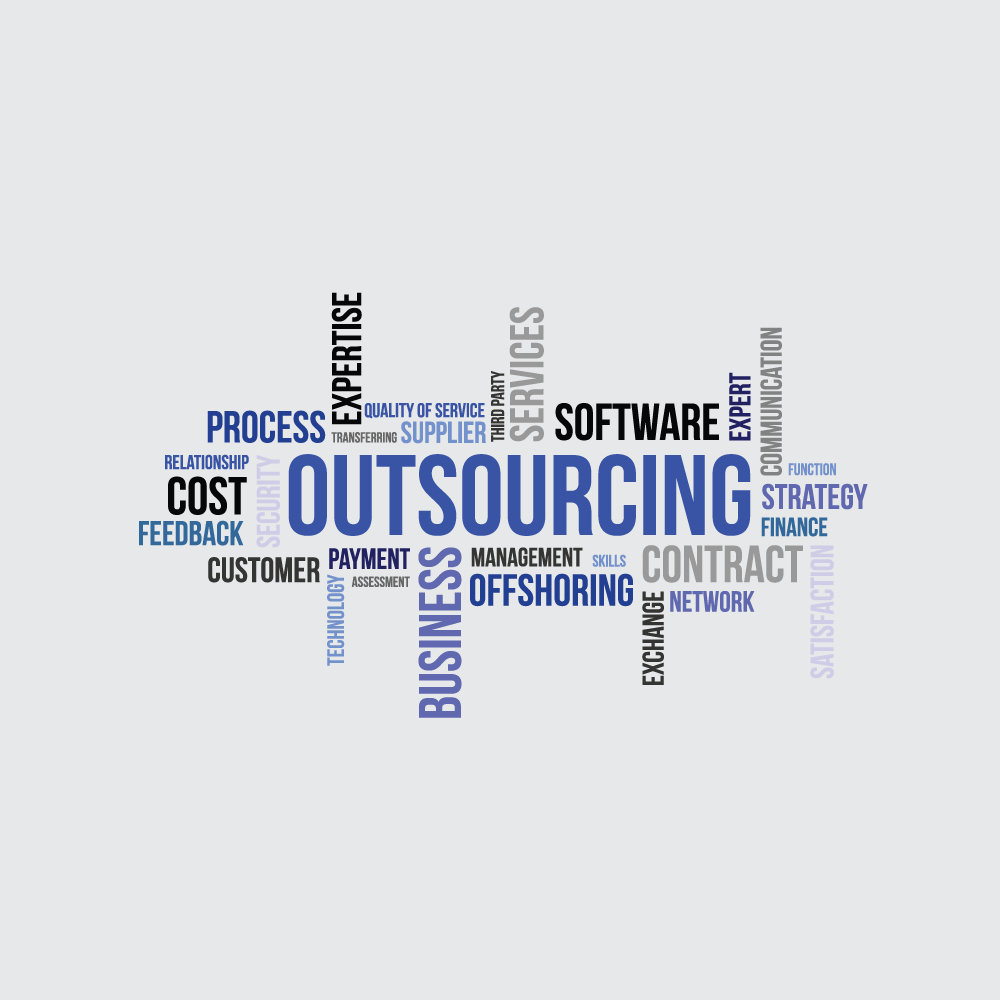 EXPERTISE
SERVICES
COMMUNICATION
THIRD PARTY
EXPERT
QUALITY OF SERVICE
SOFTWARE
PROCESS
TRANSFERRING
SUPPLIER
RELATIONSHIP
SECURITY
OUTSOURCING
FUNCTION
COST
STRATEGY
FEEDBACK
FINANCE
CUSTOMER
PAYMENT
BUSINESS
MANAGEMENT
SKILLS
CONTRACT
SATISFACTION
TECHNOLOGY
ASSESSMENT
OFFSHORING
EXCHANGE
NETWORK